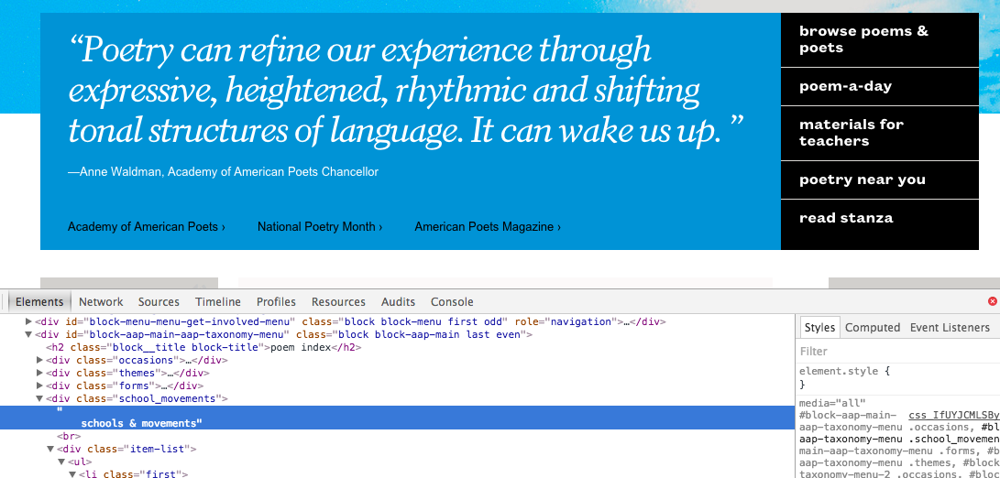 “Poetry can refine our experience through
expressive, heightened, rhythmic and shifting
tonal structures of language. It can wake us up. ”
—Anne Waldman, Academy of American Poets Chancellor
Academy of American Poets › National Poetry Month › American Poets Magazine ›
browse poems &
poets
poem-a-day
materials for
teachers
poetry near you
read stanza
Elements Network Sources Timeline Profiles Resources Audits Console
▶<div id="block-menu-menu-get-involved-menu" class="block block-menu first odd" role="navigation">…</div>
▼<div id="block-aap-main-aap-taxonomy-menu" class="block block-aap-main last even">
<h2 class="block__title block-title">poem index</h2>
▶<div class="occasions">…</div>
▶<div class="themes">…</div>
▶<div class="forms">…</div>
▼<div class="school_movements">
"
schools & movements"
<br>
▼<div class="item-list">
▼<ul>
▼<li class="first">
Styles Computed Event Listeners
Filter
element.style {
}
media="all"
#block-aap-main- css_IfUYJCMLSBy
aap-taxonomy-menu .occasions, #bl
aap-taxonomy-menu .school_movemen
main-aap-taxonomy-menu .forms, #b
aap-taxonomy-menu .themes, #block
taxonomy-menu-2 .occasions, #bloc